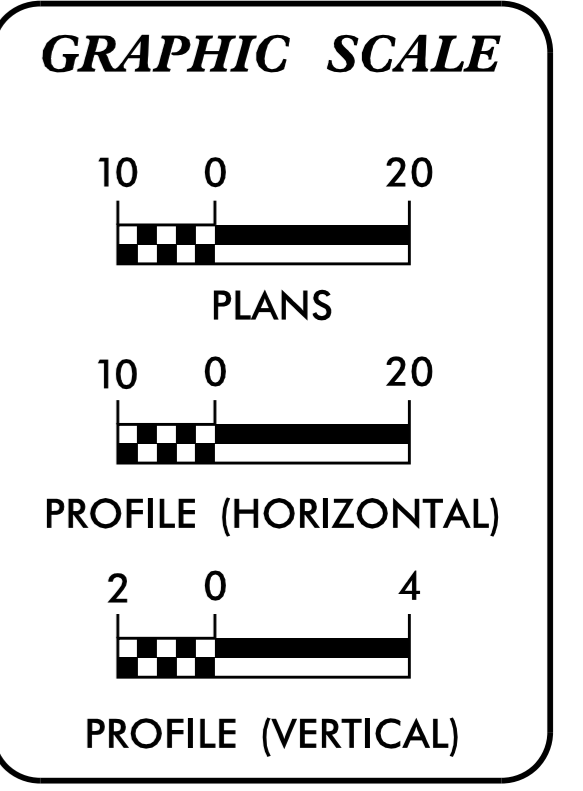 GRAPHIC SCALE
10 0 20
PLANS
10 0 20
PROFILE (HORIZONTAL)
2 0 4
PROFILE (VERTICAL)